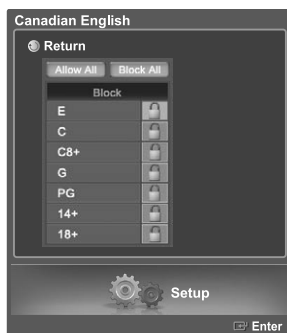 Canadian English
Return
Allow All Block All
Block
E
C
C8+
G
PG
14+
18+
Setup
Enter